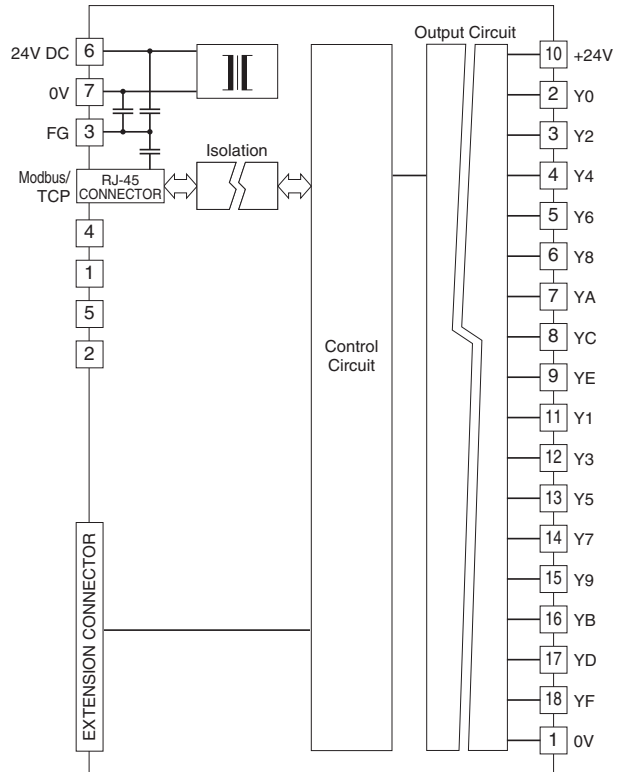 Output Circuit
24V DC 6
0V 7
FG 3
Modbus/
TCP
RJ-45
CONNECTOR
Isolation
4
1
5
2
EXTENSION CONNECTOR
Control
Circuit
10 +24V
2 Y0
3 Y2
4 Y4
5 Y6
6 Y8
7 YA
8 YC
9 YE
11 Y1
12 Y3
13 Y5
14 Y7
15 Y9
16 YB
17 YD
18 YF
1 0V